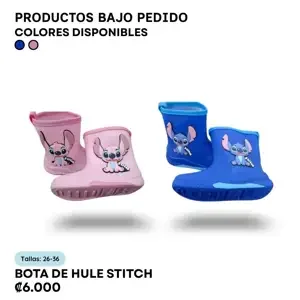 PRODUCTOS BAJO PEDIDO
COLORES DISPONIBLES
Tallas: 26-36
BOTA DE HULE STITCH
₡6.000